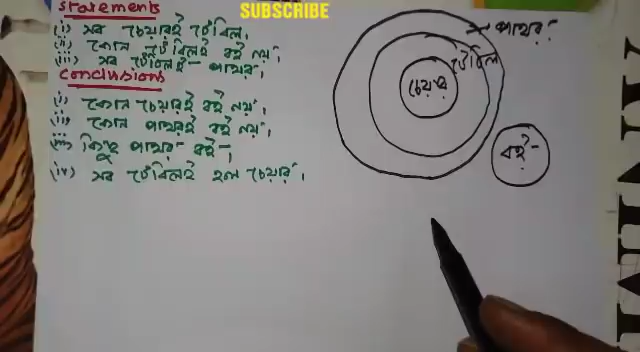 SUBSCRIBE
Statements
(i) সব চেয়ারই টেবিল,
(ii) কোন টেবিলই বই নয়,
(iii) সব টেবিলই পাথর,
Conclusions
(i) কোন চেয়ারই বই নয়,
(ii) কোন পাথরই বই নয়,
(iii) কিছু পাথর বই,
(iv) সব টেবিলই হল চেয়ার,
পাথর
টেবিল
চেয়ার
বই